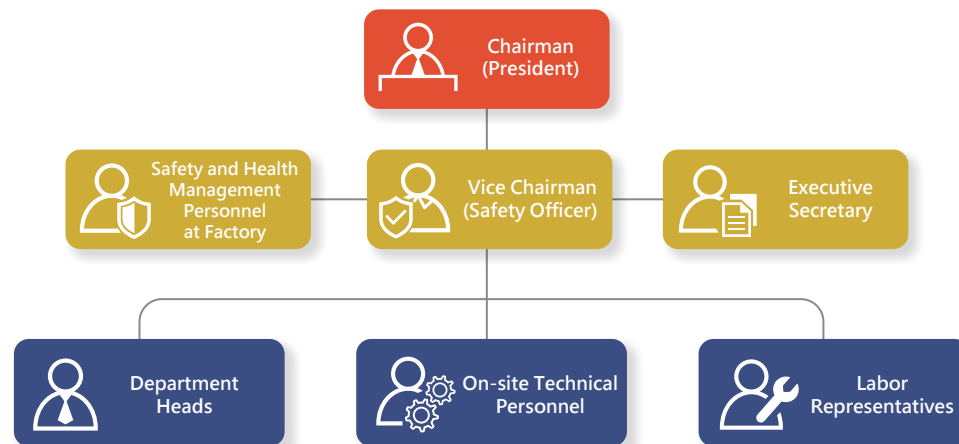 Chairman
(President)
Safety and Health
Management
Personnel
at Factory
Vice Chairman
(Safety Officer)
Executive
Secretary
Department
Heads
On-site Technical
Personnel
Labor
Representatives